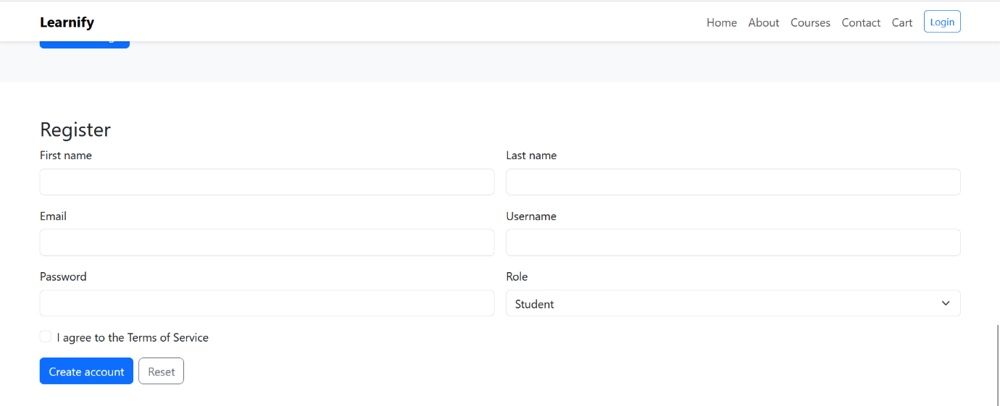 Learnify Home About Courses Contact Cart Login
Register
First name Last name
Email Username
Password Role
Student
I agree to the Terms of Service
Create account Reset